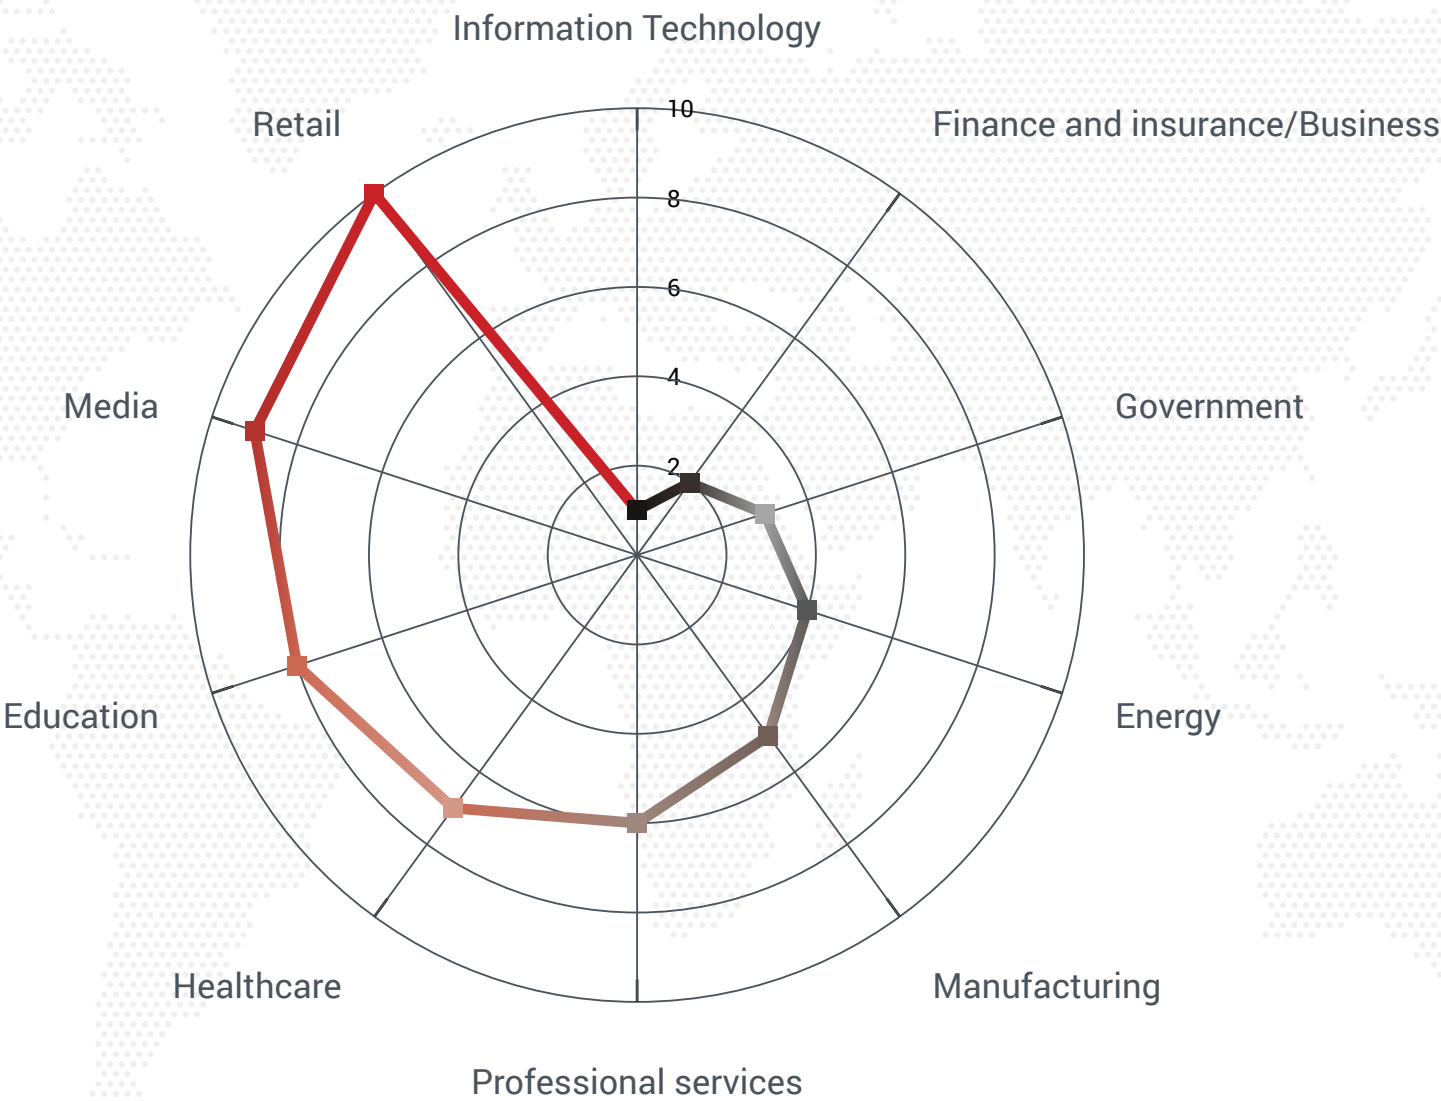 Information Technology
Retail
10
Finance and insurance/Business
8
6
4
Media
Government
2
Education
Energy
Healthcare
Manufacturing
Professional services